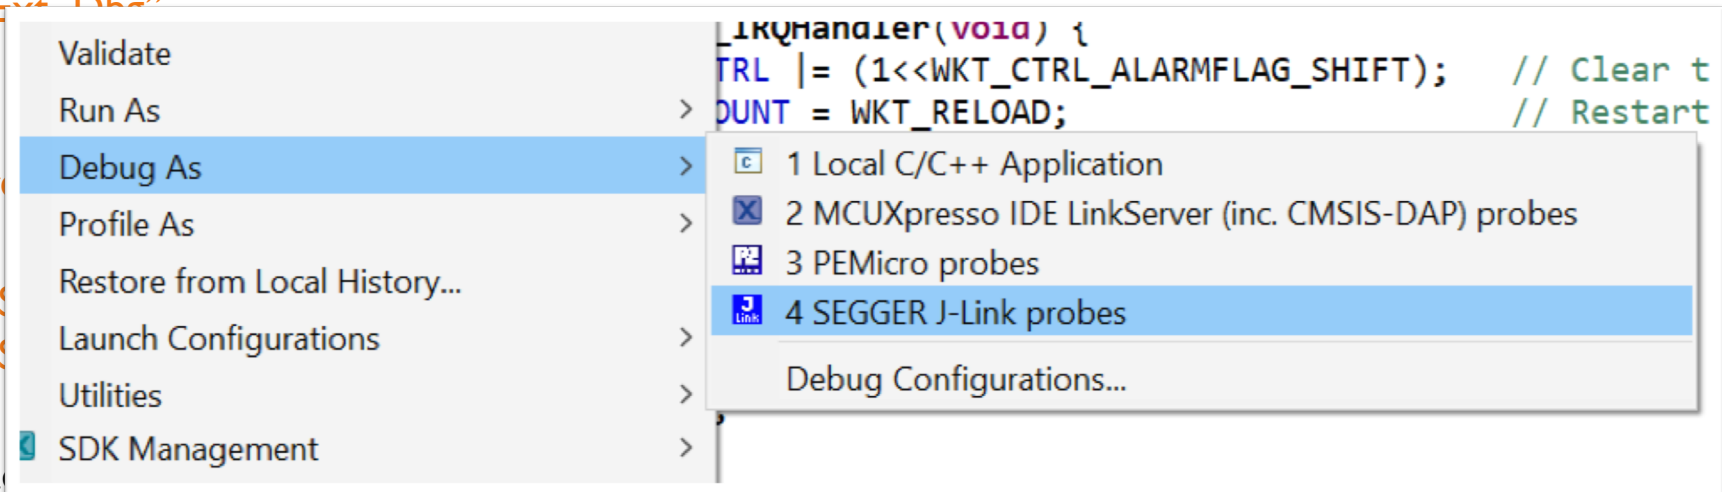 Validate
Run As
Debug As
Profile As
Restore from Local History...
Launch Configurations
Utilities
SDK Management
_IRQHandler(void) {
TRL |= (1<<WKT_CTRL_ALARMFLAG_SHIFT); // Clear t
OUNT = WKT_RELOAD; // Restart
1 Local C/C++ Application
2 MCUXpresso IDE LinkServer (inc. CMSIS-DAP) probes
3 PEMicro probes
4 SEGGER J-Link probes
Debug Configurations...